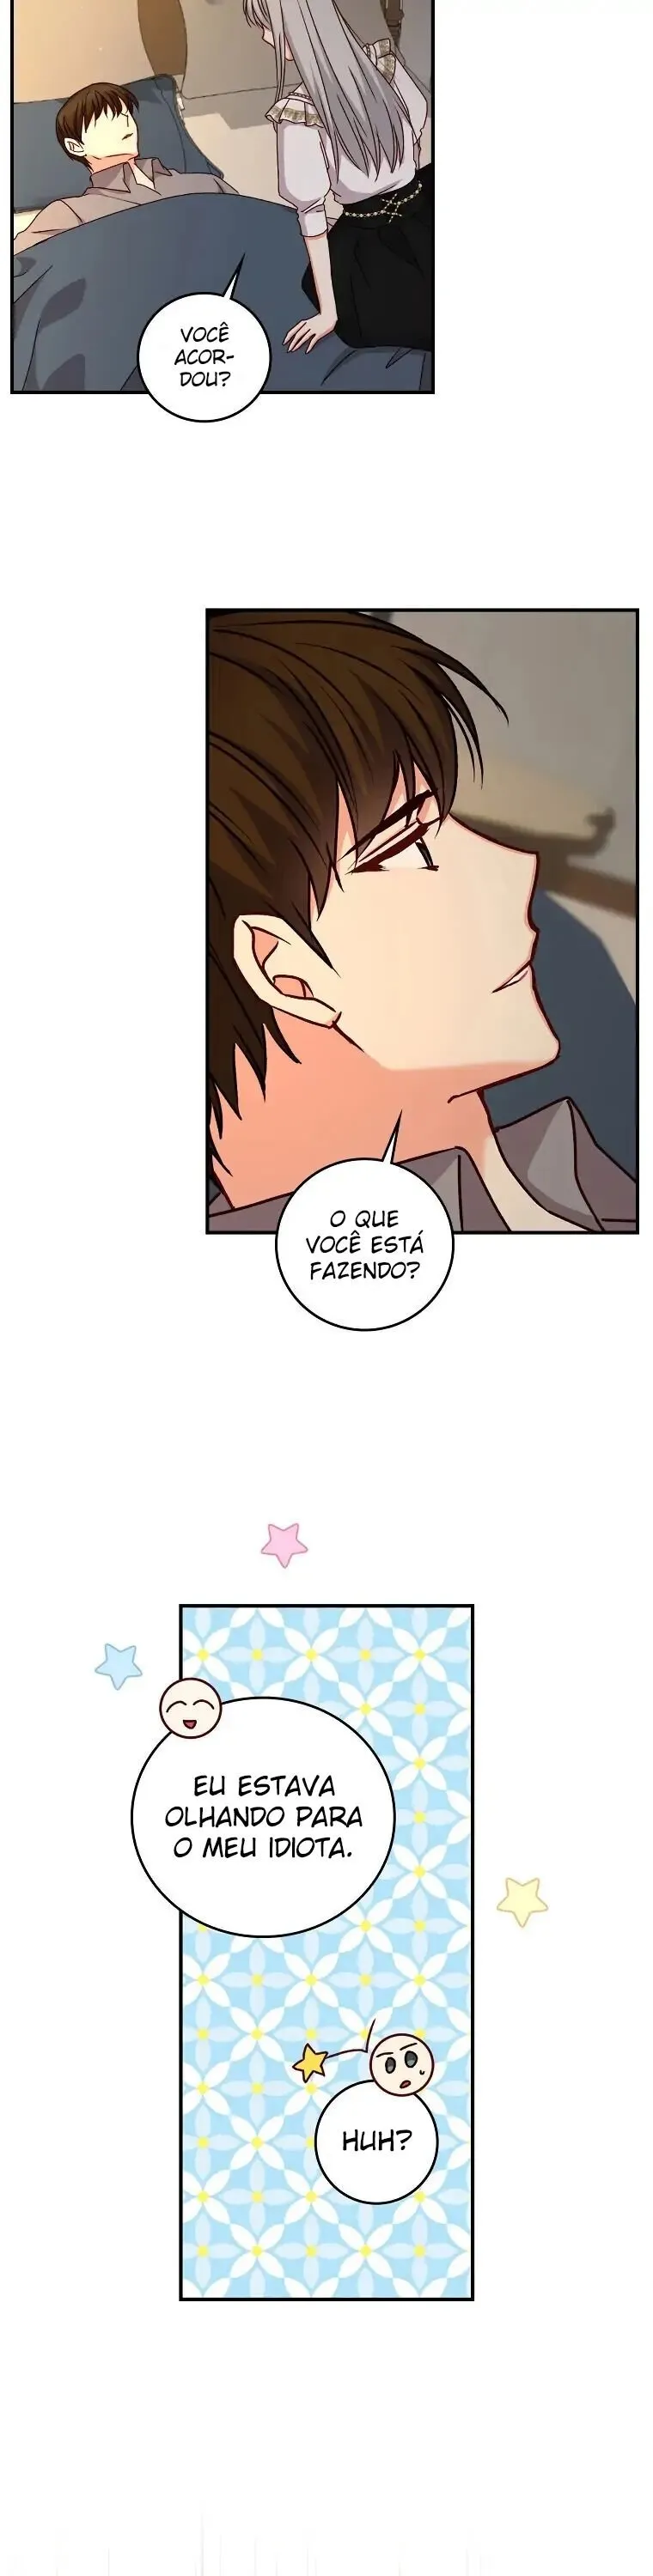 VOCÊ
ACOR-
DOU?
O QUE
VOCÊ ESTÁ
FAZENDO?
EU ESTAVA
OLHANDO PARA
O MEU IDIOTA.
HUH?